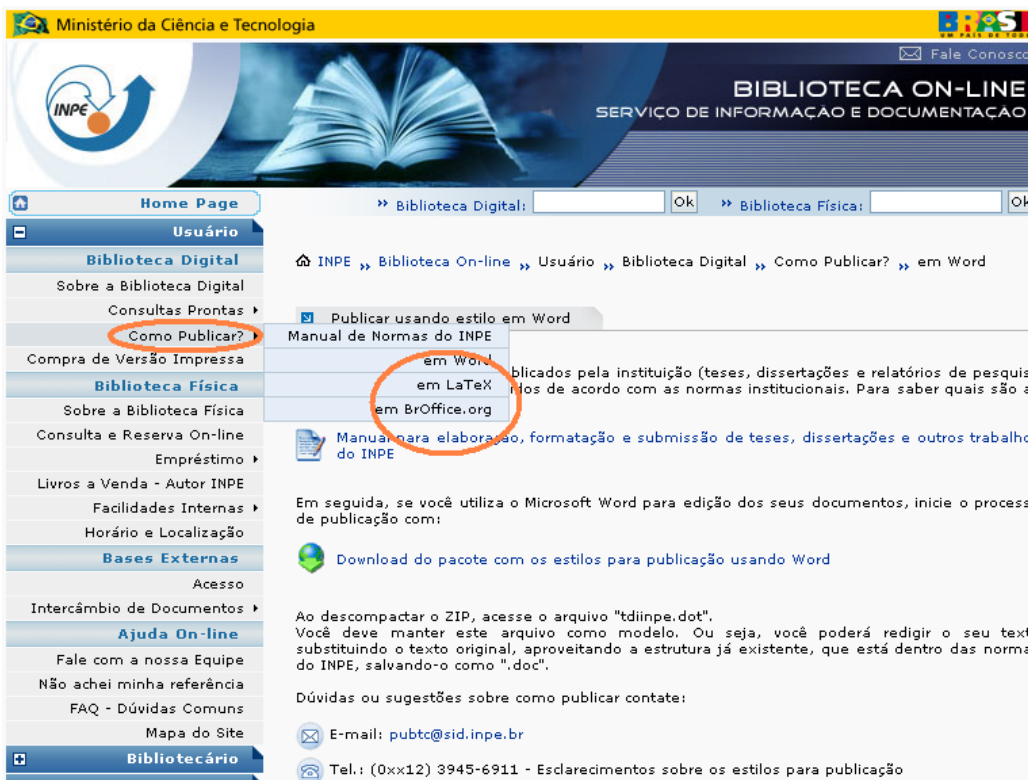 Ministério da Ciência e Tecnologia
BRASI
UM PAÍS DE TODO
Fale Conosco
INPE
BIBLIOTECA ON-LINE
SERVIÇO DE INFORMAÇÃO E DOCUMENTAÇÃO
Home Page
Biblioteca Digital: Ok Biblioteca Física: Ok
Usuário
Biblioteca Digital
Sobre a Biblioteca Digital
Consultas Prontas
Como Publicar?
Compra de Versão Impressa
Biblioteca Física
Sobre a Biblioteca Física
Consulta e Reserva On-line
Empréstimo
Livros a Venda - Autor INPE
Facilidades Internas
Horário e Localização
Bases Externas
Acesso
Intercâmbio de Documentos
Ajuda On-line
Fale com a nossa Equipe
Não achei minha referência
FAQ - Dúvidas Comuns
Mapa do Site
Bibliotecário
Manual de Normas do INPE
em Word
em LaTeX
em BrOffice.org
INPE ,, Biblioteca On-line ,, Usuário ,, Biblioteca Digital ,, Como Publicar? ,, em Word
Publicar usando estilo em Word
blicados pela instituição (teses, dissertações e relatórios de pesquis
dos de acordo com as normas institucionais. Para saber quais são a
Manual para elaboração, formatação e submissão de teses, dissertações e outros trabalho
do INPE
Em seguida, se você utiliza o Microsoft Word para edição dos seus documentos, inicie o process
de publicação com:
Download do pacote com os estilos para publicação usando Word
Ao descompactar o ZIP, acesse o arquivo "tdiinpe.dot".
Você deve manter este arquivo como modelo. Ou seja, você poderá redigir o seu text
substituindo o texto original, aproveitando a estrutura já existente, que está dentro das norma
do INPE, salvando-o como ".doc".
Dúvidas ou sugestões sobre como publicar contate:
E-mail: pubtc@sid.inpe.br
Tel.: (0xx12) 3945-6911 - Esclarecimentos sobre os estilos para publicação